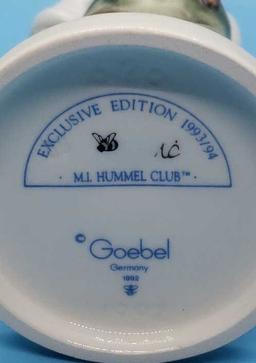 EXCLUSIVE EDITION 1993/94
· M.I. HUMMEL CLUB™ ·
© Goebel
Germany
1992